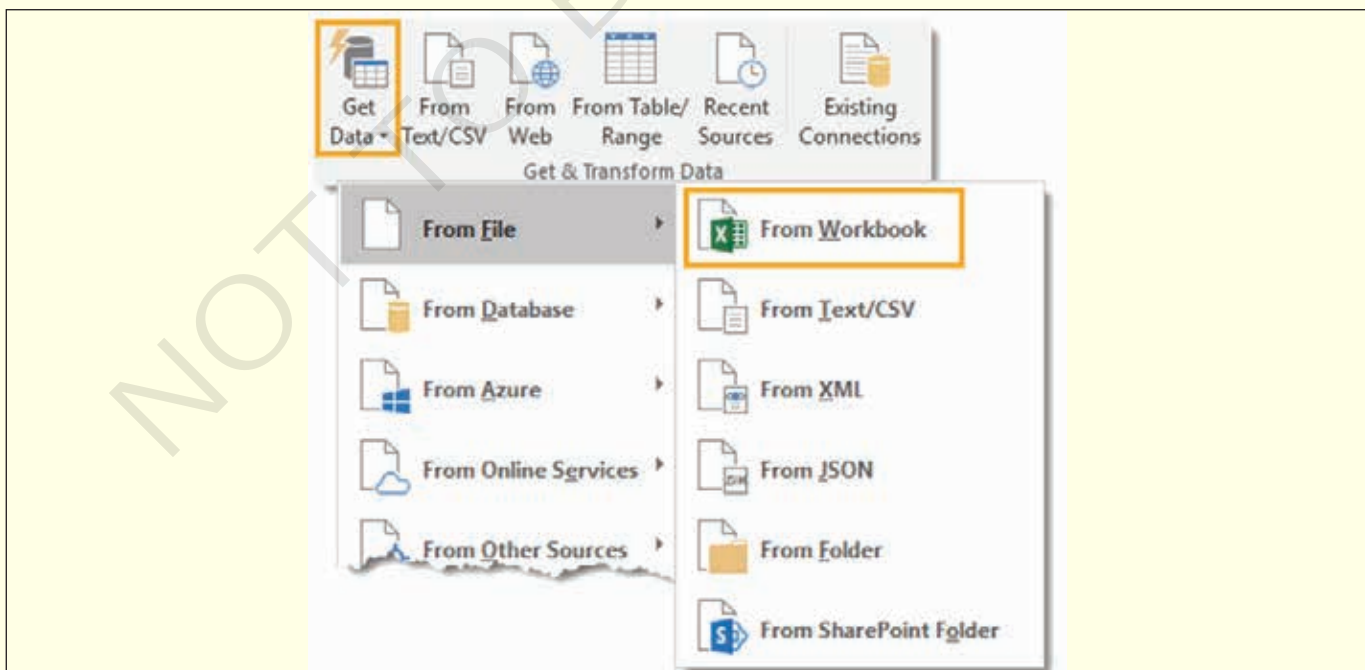 NOT TO B
Get Data
From Text/CSV
From Web
From Table/ Range
Recent Sources
Existing Connections
Get & Transform Data
From File
From Database
From Azure
From Online Services
From Other Sources
From Workbook
From Text/CSV
From XML
From JSON
From Folder
From SharePoint Folder